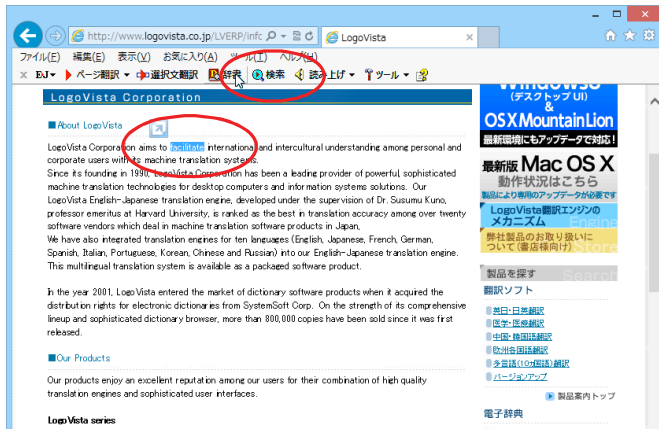 http://www.logovista.co.jp/LVERP/infc
LogoVista
ファイル(F) 編集(E) 表示(V) お気に入り(A) ツール(T) ヘルプ(H)
× EJ ページ翻訳 選択文翻訳 辞書 検索 読み上げ ツール
LogoVista Corporation
■About LogoVista
LogoVista Corporation aims to facilitate international and intercultural understanding among personal and
corporate users with its machine translation systems.
Since its founding in 1990, LogoVista Corporation has been a leading provider of powerful, sophisticated
machine translation technologies for desktop computers and information systems solutions. Our
LogoVista English-Japanese translation engine, developed under the supervision of Dr. Susumu Kuno,
professor emeritus at Harvard University, is ranked as the best in translation accuracy among over twenty
software vendors which deal in machine translation software products in Japan,
We have also integrated translation engines for ten languages (English, Japanese, French, German,
Spanish, Italian, Portuguese, Korean, Chinese and Russian) into our English-Japanese translation engine.
This multilingual translation system is available as a packaged software product.
In the year 2001, LogoVista entered the market of dictionary software products when it acquired the
distribution rights for electronic dictionaries from SystemSoft Corp. On the strength of its comprehensive
lineup and sophisticated dictionary browser, more than 800,000 copies have been sold since it was first
released.
■Our Products
Our products enjoy an excellent reputation among our users for their combination of high quality
translation engines and sophisticated user interfaces.
LogoVista series
(デスクトップUI)
&
OS X Mountain Lion
最新環境にもアップデータで対応!
最新版 Mac OS X
動作状況はこちら
製品により専用のアップデータが必要です
LogoVista翻訳エンジンの
メカニズム Engine
弊社製品のお取り扱いに
ついて(書店様向け) Store
製品を探す Search
翻訳ソフト
英日・日英翻訳
医学・医療翻訳
中国・韓国語翻訳
欧州各国語翻訳
多言語(10カ国語)翻訳
バージョンアップ
製品案内トップ
電子辞典